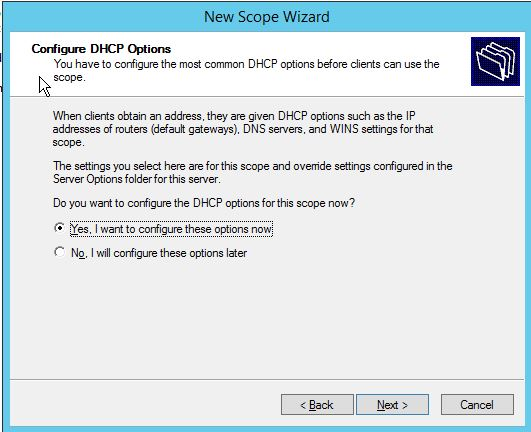 New Scope Wizard
Configure DHCP Options
You have to configure the most common DHCP options before clients can use the
scope.
When clients obtain an address, they are given DHCP options such as the IP
addresses of routers (default gateways), DNS servers, and WINS settings for that
scope.
The settings you select here are for this scope and override settings configured in the
Server Options folder for this server.
Do you want to configure the DHCP options for this scope now?
Yes, I want to configure these options now
No, I will configure these options later
< Back
Next >
Cancel